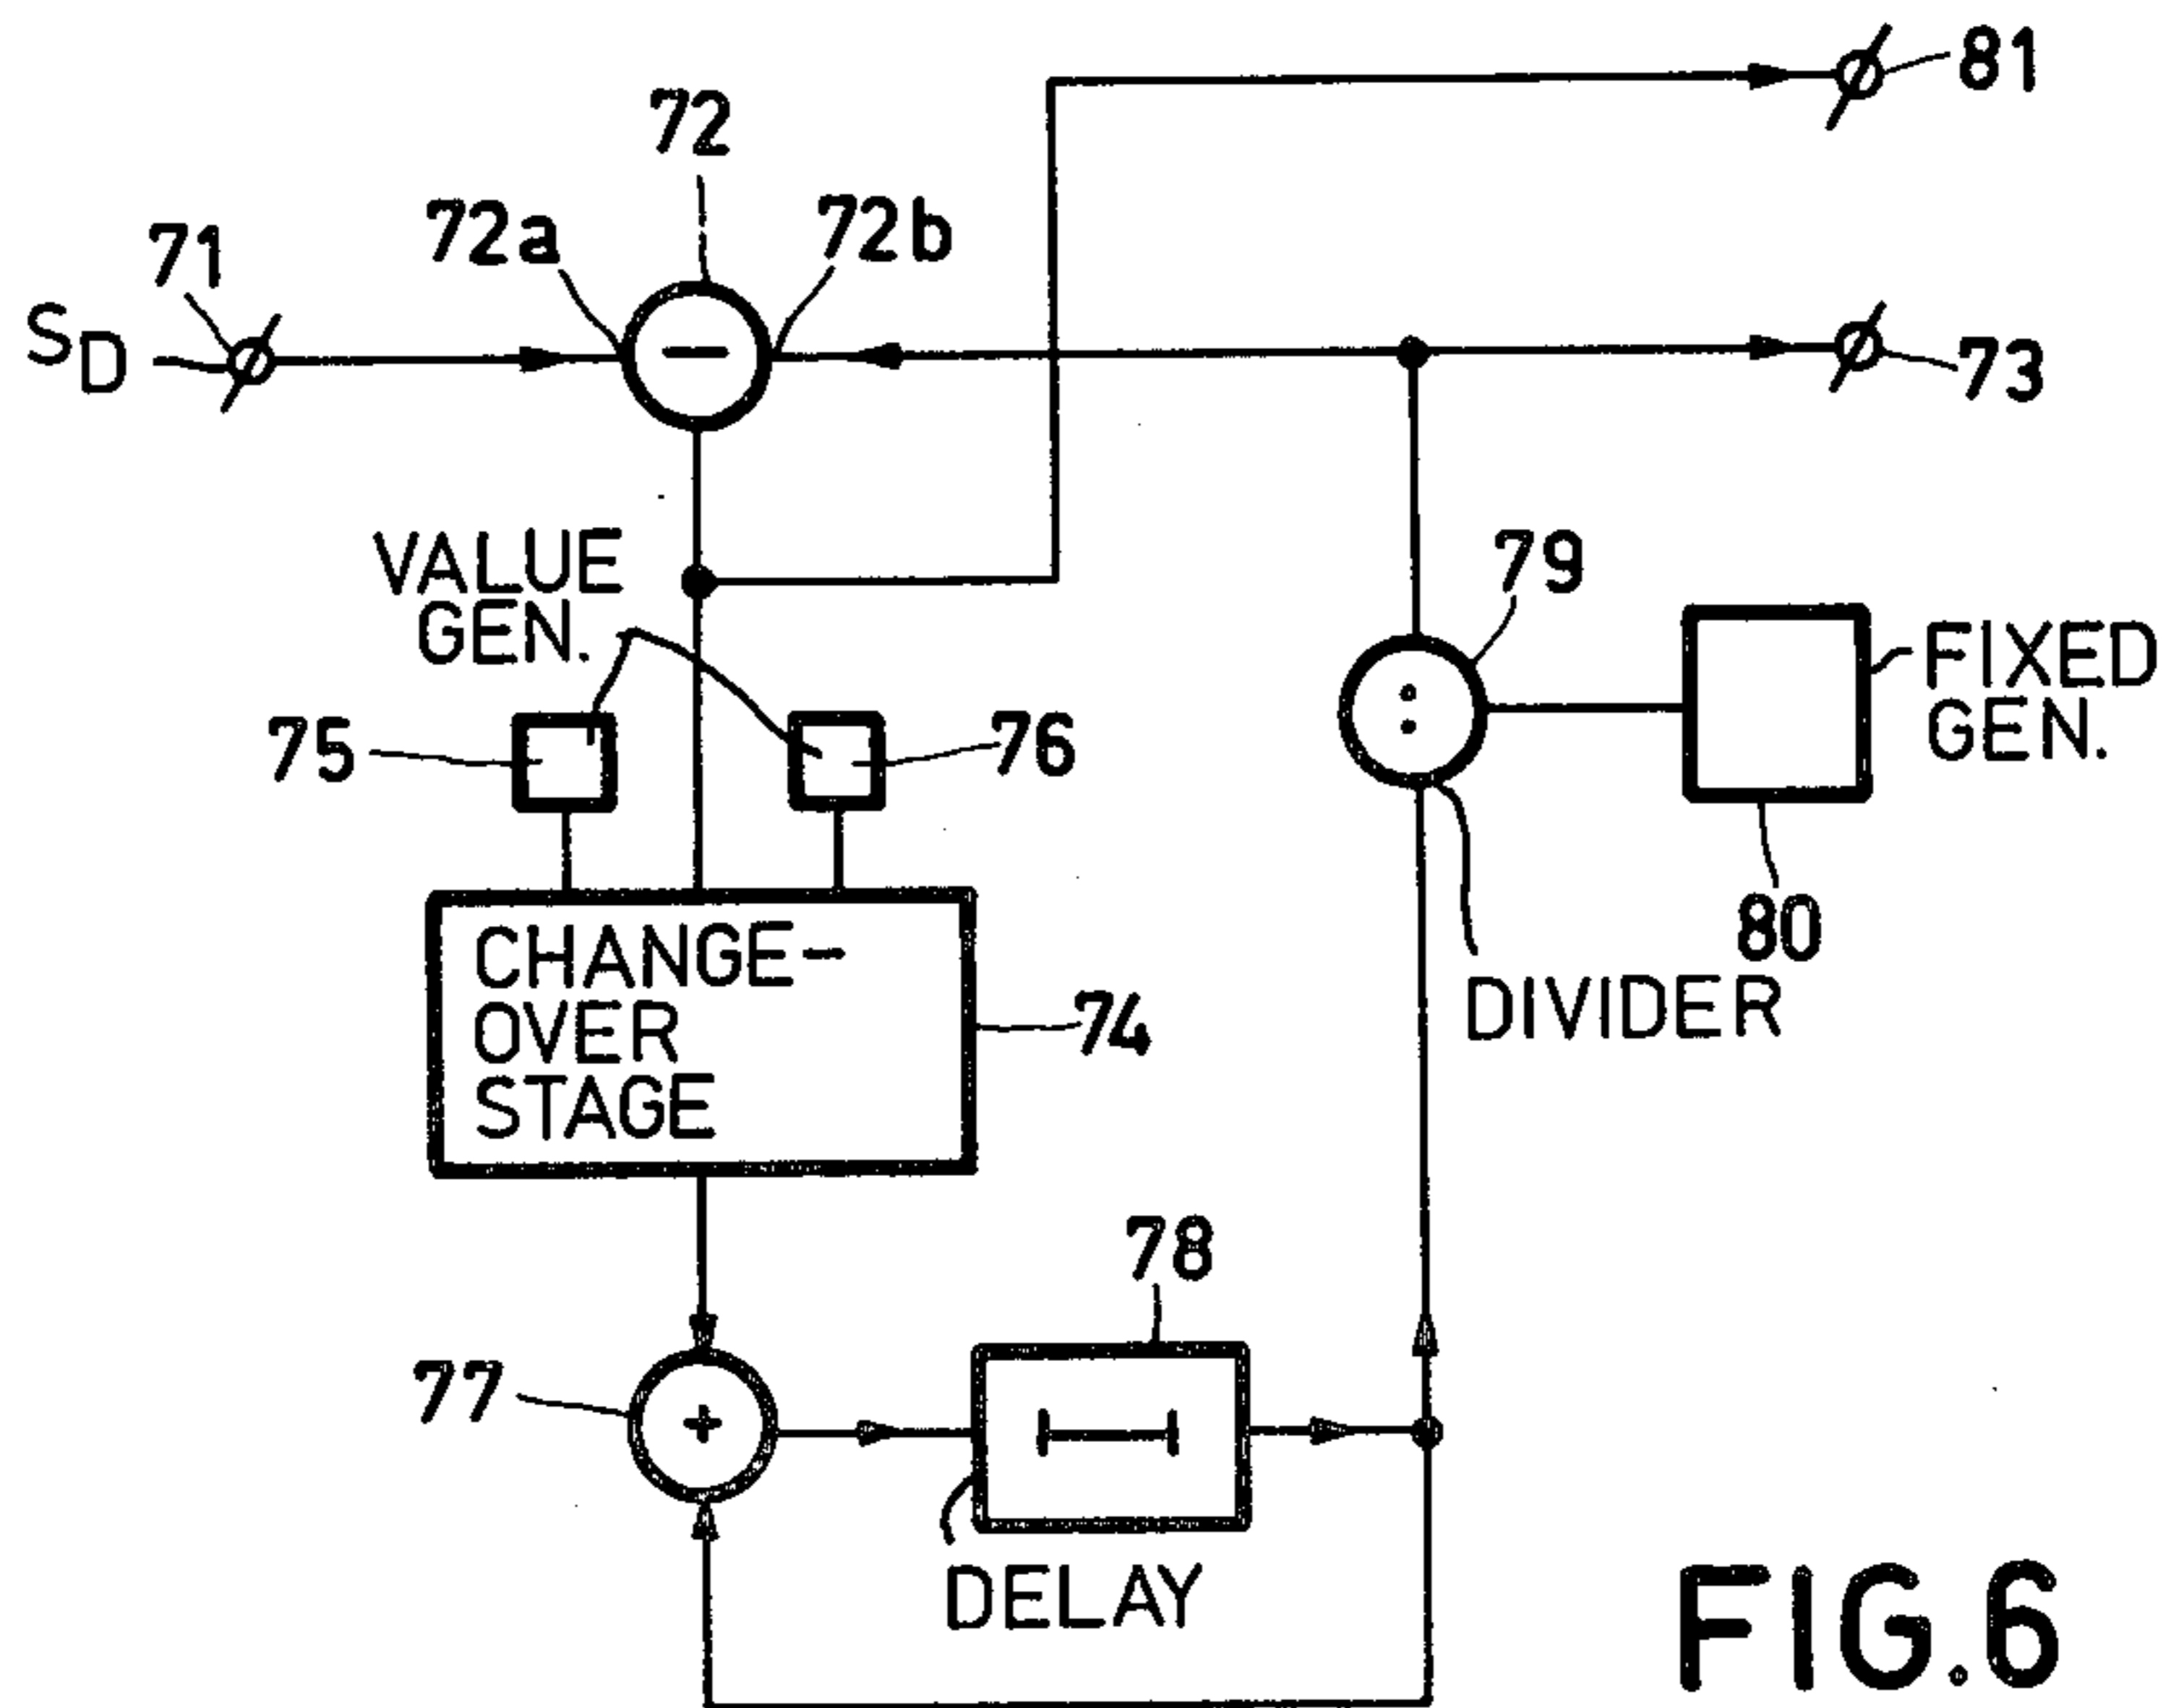 81
72
72a
72b
71
S_D
73
VALUE
GEN.
79
FIXED
GEN.
75
76
80
CHANGE-
OVER
STAGE
74
DIVIDER
78
77
+
DELAY
FIG.6